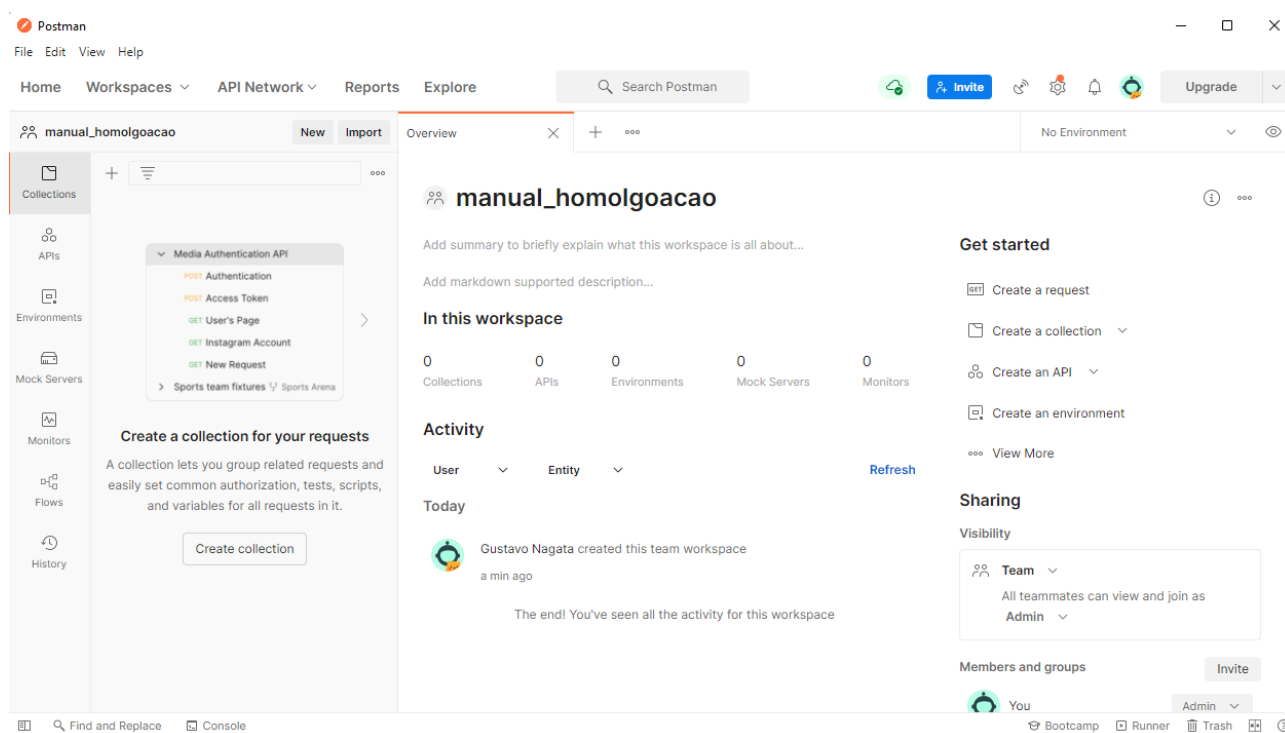 Postman
File Edit View Help
Home Workspaces API Network Reports Explore Search Postman Invite Upgrade
manual_homolgoacao New Import Overview No Environment
Collections
APIs
Environments
Mock Servers
Monitors
Flows
History
Media Authentication API
POST Authentication
POST Access Token
GET User's Page
GET Instagram Account
GET New Request
Sports team fixtures Sports Arena
Create a collection for your requests
A collection lets you group related requests and
easily set common authorization, tests, scripts,
and variables for all requests in it.
Create collection
manual_homolgoacao
Add summary to briefly explain what this workspace is all about...
Add markdown supported description...
In this workspace
0 0 0 0 0
Collections APIs Environments Mock Servers Monitors
Activity
User Entity Refresh
Today
Gustavo Nagata created this team workspace
a min ago
The end! You've seen all the activity for this workspace
Get started
GET Create a request
Create a collection
Create an API
Create an environment
View More
Sharing
Visibility
Team
All teammates can view and join as
Admin
Members and groups Invite
You Admin
Find and Replace Console Bootcamp Runner Trash